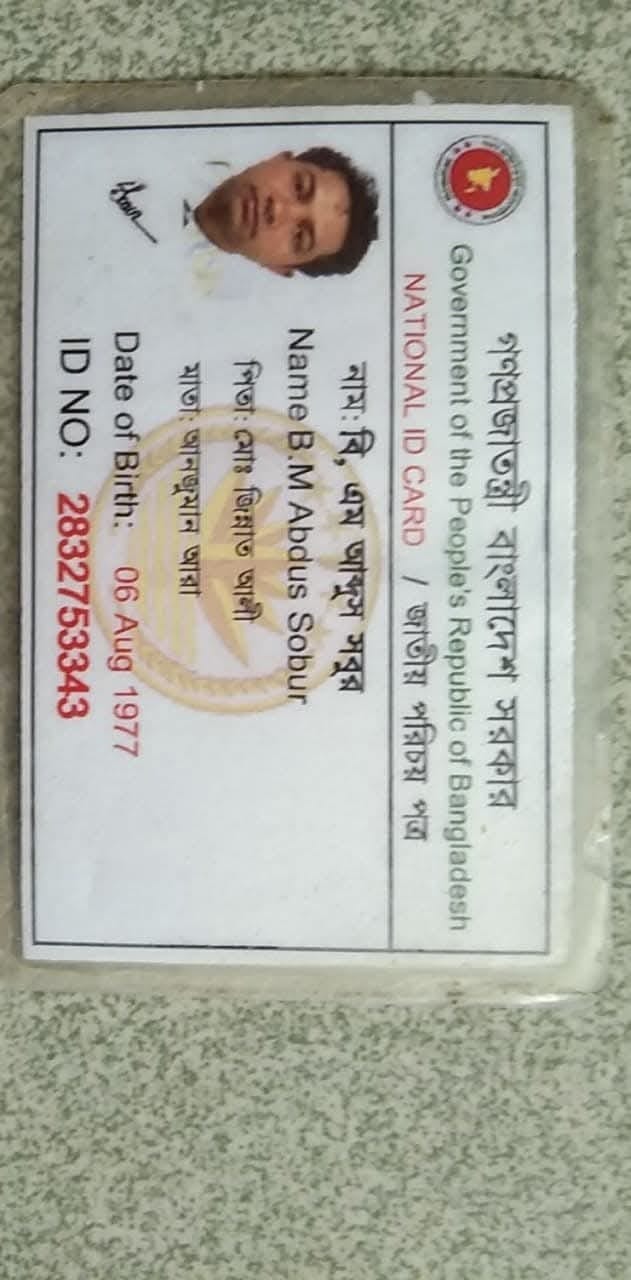 গণপ্রজাতন্ত্রী বাংলাদেশ সরকার
Government of the People's Republic of Bangladesh
NATIONAL ID CARD / জাতীয় পরিচয় পত্র
নাম: বি, এম আব্দুস সবুর
Name B.M Abdus Sobur
পিতা: মোঃ জিন্নাত আলী
মাতা: আনজুমান আরা
Date of Birth: 06 Aug 1977
ID NO: 2832753343